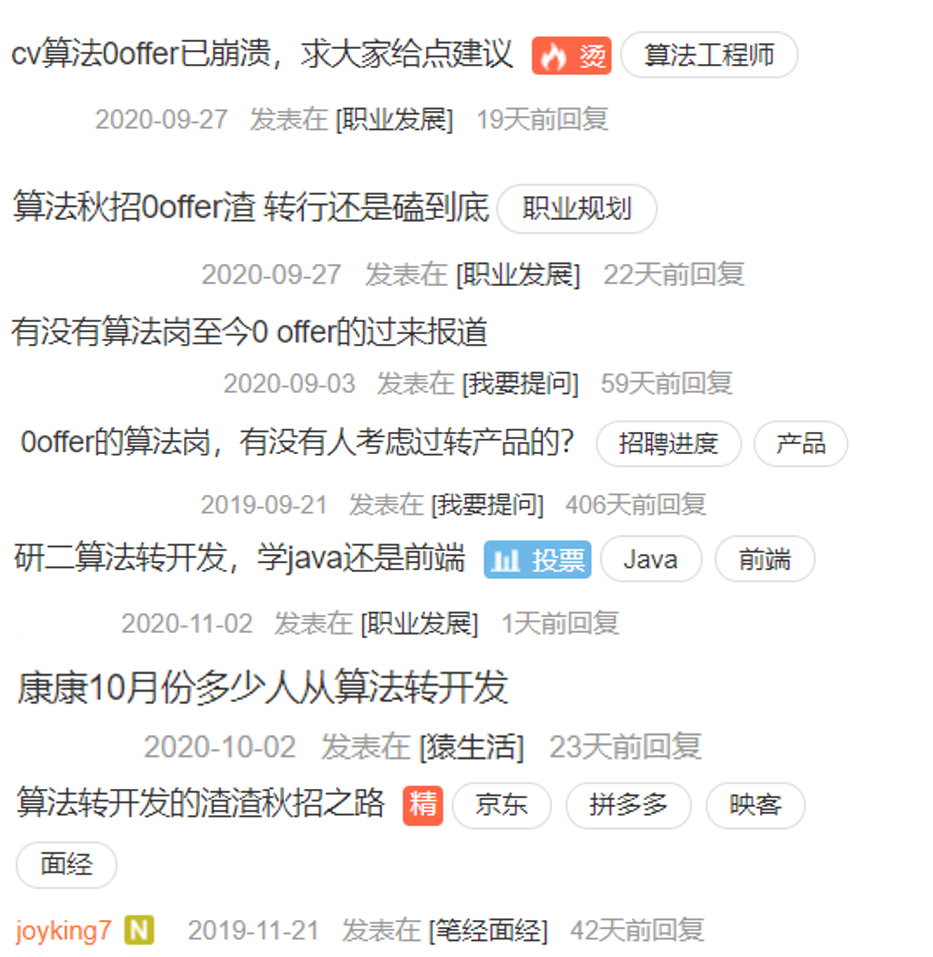 cv算法0offer已崩溃，求大家给点建议 烫 算法工程师
2020-09-27 发表在 [职业发展] 19天前回复
算法秋招0offer渣 转行还是磕到底 职业规划
2020-09-27 发表在 [职业发展] 22天前回复
有没有算法岗至今0 offer的过来报道
2020-09-03 发表在 [我要提问] 59天前回复
0offer的算法岗，有没有人考虑过转产品的？ 招聘进度 产品
2019-09-21 发表在 [我要提问] 406天前回复
研二算法转开发，学java还是前端 投票 Java 前端
2020-11-02 发表在 [职业发展] 1天前回复
康康10月份多少人从算法转开发
2020-10-02 发表在 [猿生活] 23天前回复
算法转开发的渣渣秋招之路 精 京东 拼多多 映客
面经
joyking7 N 2019-11-21 发表在 [笔经面经] 42天前回复